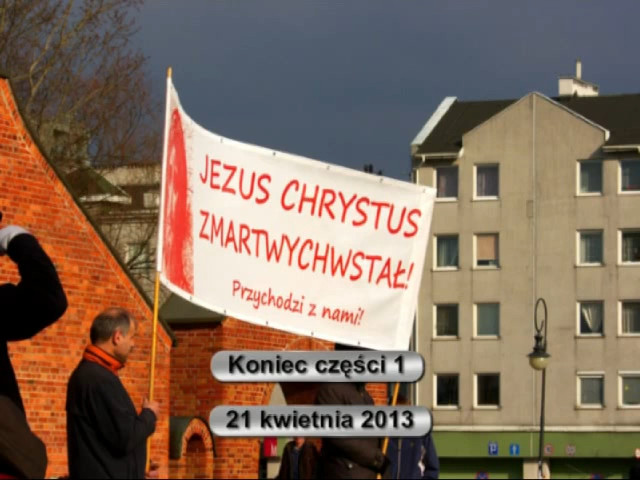 JEZUS CHRYSTUS
ZMARTWYCHWSTAŁ!
Przychodzi z nami!
Koniec części 1
21 kwietnia 2013
P